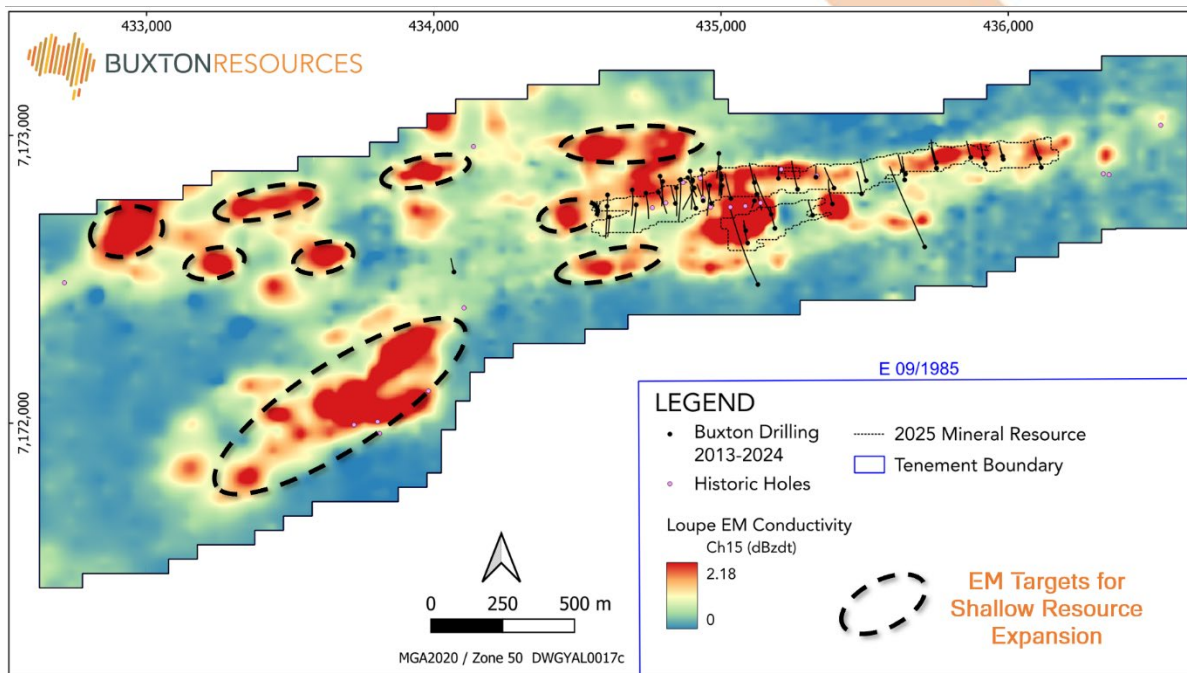 433,000
434,000
435,000
436,000
BUXTONRESOURCES
7,173,000
7,172,000
E 09/1985
LEGEND
Buxton Drilling
2013-2024
2025 Mineral Resource
Tenement Boundary
Historic Holes
Loupe EM Conductivity
Ch15 (dBzdt)
2.18
0
EM Targets for
Shallow Resource
Expansion
0 250 500 m
MGA2020 / Zone 50 DWGYAL0017c